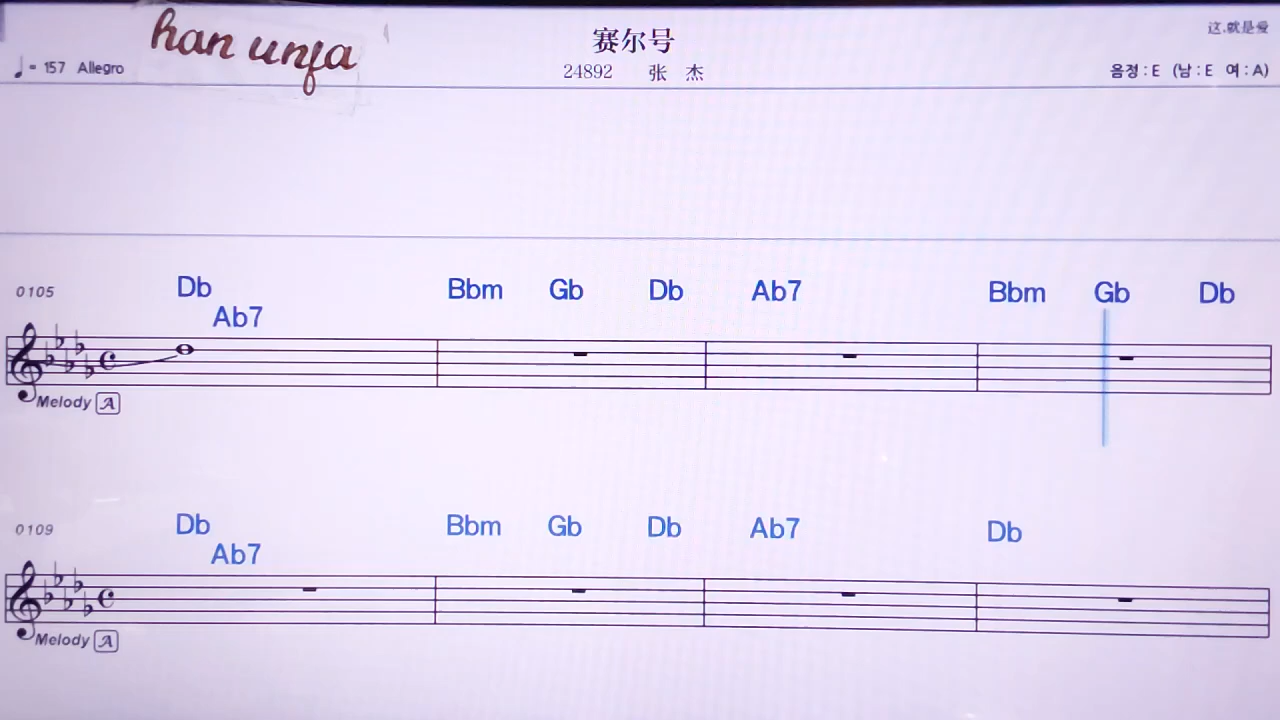 han unfa
赛尔号
这.就是爱
♩= 157 Allegro
24892 张 杰
음정 : E (남 : E 여 : A)
0105
Db Bbm Gb Db Ab7 Bbm Gb Db
Ab7
Melody A
0109
Db Bbm Gb Db Ab7 Db
Ab7
Melody A